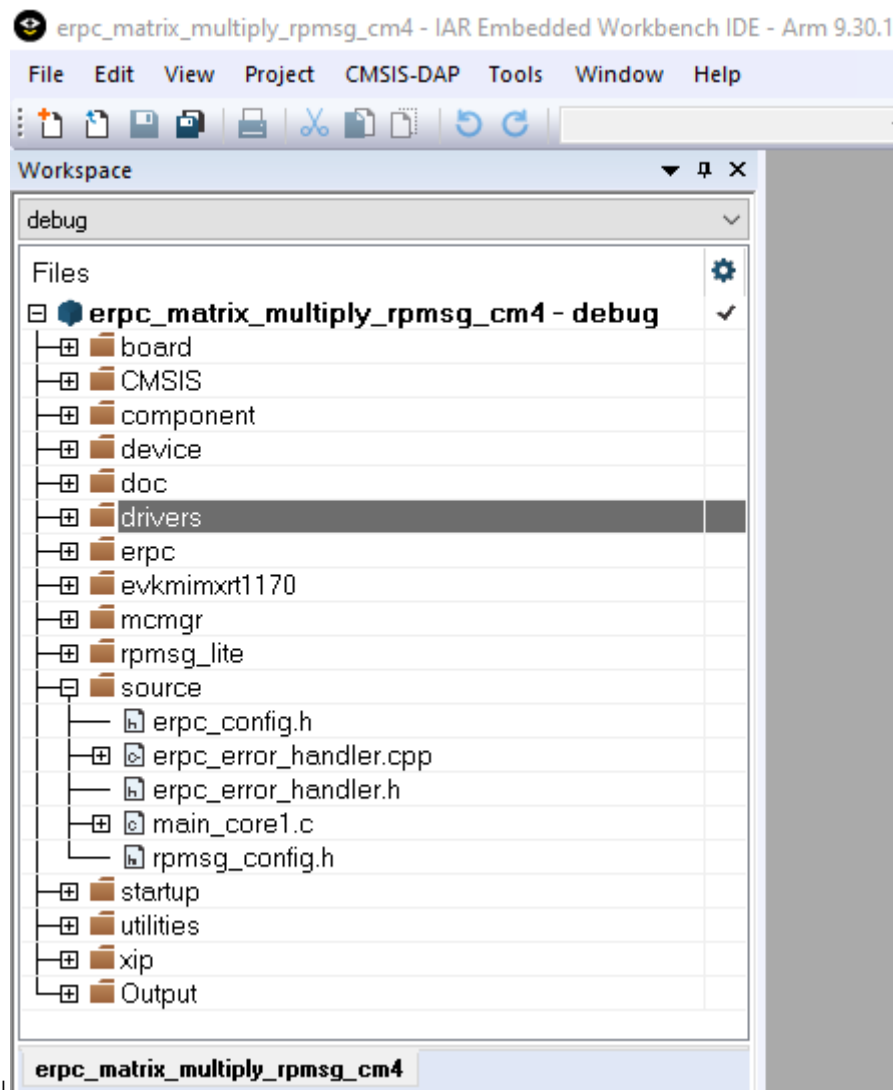 erpc_matrix_multiply_rpmsg_cm4 - IAR Embedded Workbench IDE - Arm 9.30.1
File Edit View Project CMSIS-DAP Tools Window Help
Workspace
debug
Files
erpc_matrix_multiply_rpmsg_cm4 - debug
board
CMSIS
component
device
doc
drivers
erpc
evkmimxrt1170
mcmgr
rpmsg_lite
source
erpc_config.h
erpc_error_handler.cpp
erpc_error_handler.h
main_core1.c
rpmsg_config.h
startup
utilities
xip
Output
erpc_matrix_multiply_rpmsg_cm4